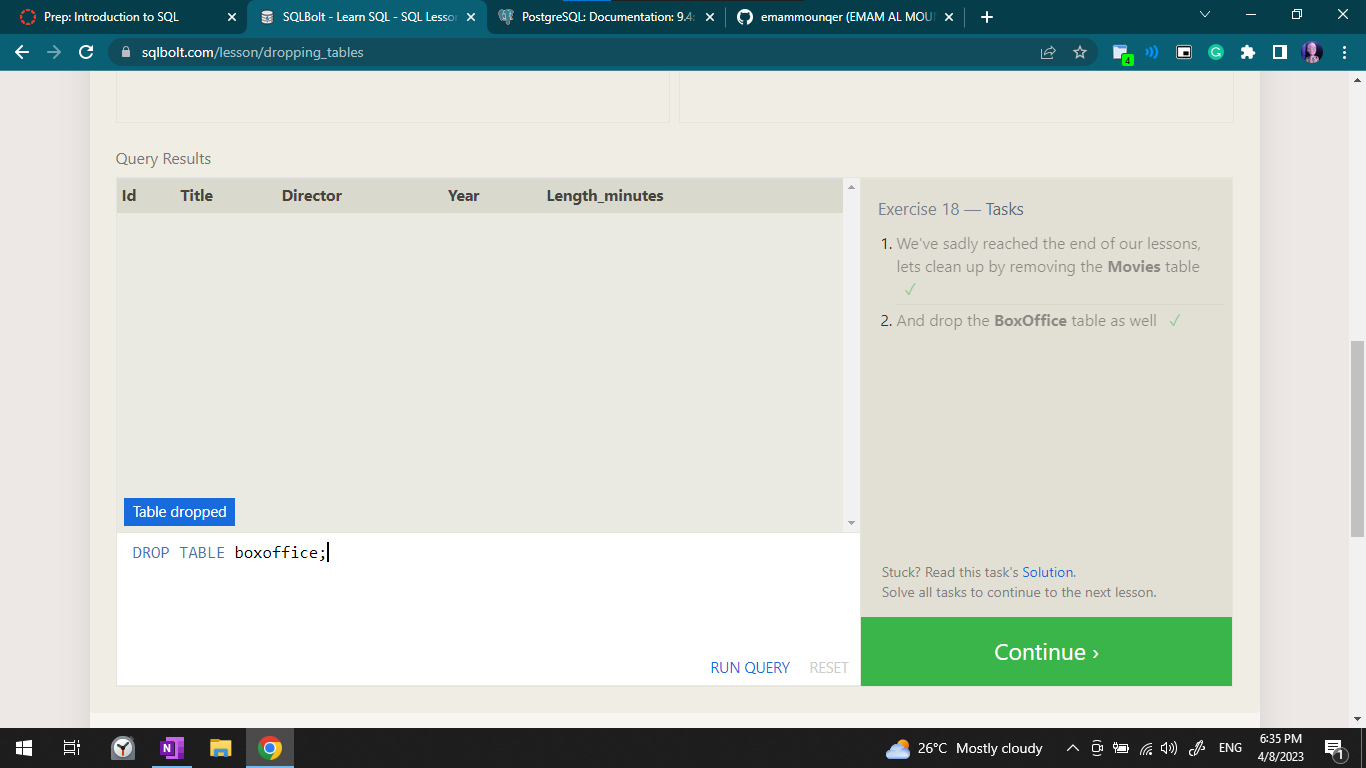 Prep: Introduction to SQL
SQLBolt - Learn SQL - SQL Lesson
PostgreSQL: Documentation: 9.4:
emammounqer (EMAM AL MOU
sqlbolt.com/lesson/dropping_tables
4
Query Results
Id Title Director Year Length_minutes
Table dropped
DROP TABLE boxoffice;
RUN QUERY RESET
Exercise 18 — Tasks
1. We've sadly reached the end of our lessons,
lets clean up by removing the Movies table
✓
2. And drop the BoxOffice table as well ✓
Stuck? Read this task's Solution.
Solve all tasks to continue to the next lesson.
Continue ›
26°C Mostly cloudy
ENG
6:35 PM
4/8/2023
1